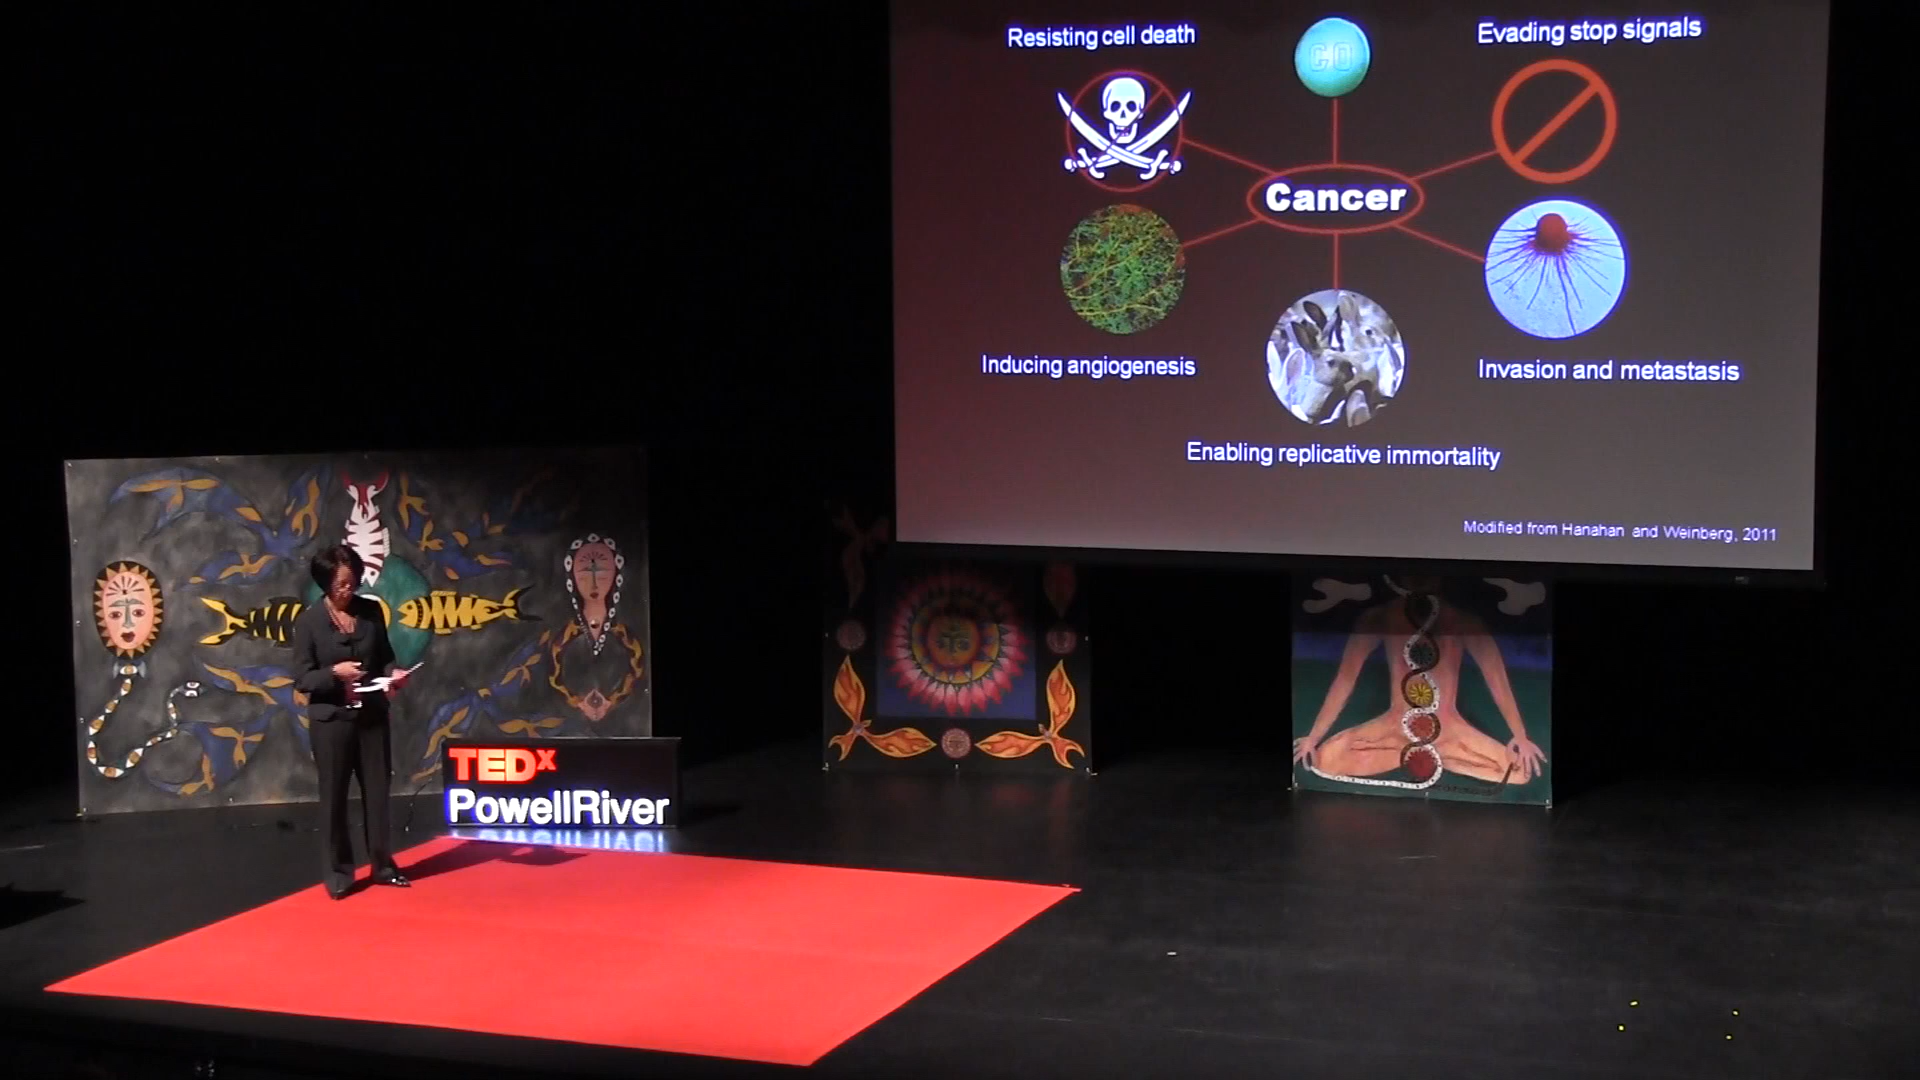 Resisting cell death
GO
Evading stop signals
Cancer
Inducing angiogenesis
Invasion and metastasis
Enabling replicative immortality
Modified from Hanahan and Weinberg, 2011
TEDx
PowellRiver